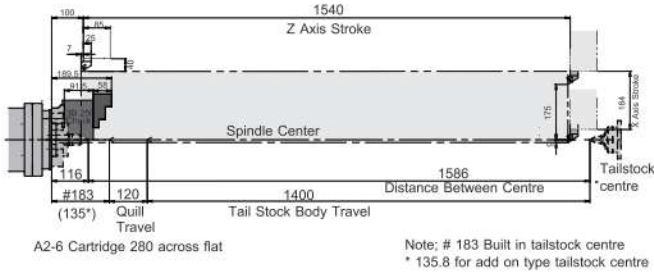 1540
100
Z Axis Stroke
85
25
7
40
189.5
91.5
58
175
184
X Axis Stroke
Spindle Center
116
1586
Tailstock
centre
Distance Between Centre
#183
120
1400
(135*)
Quill
Travel
Tail Stock Body Travel
A2-6 Cartridge 280 across flat
Note; # 183 Built in tailstock centre
* 135.8 for add on type tailstock centre